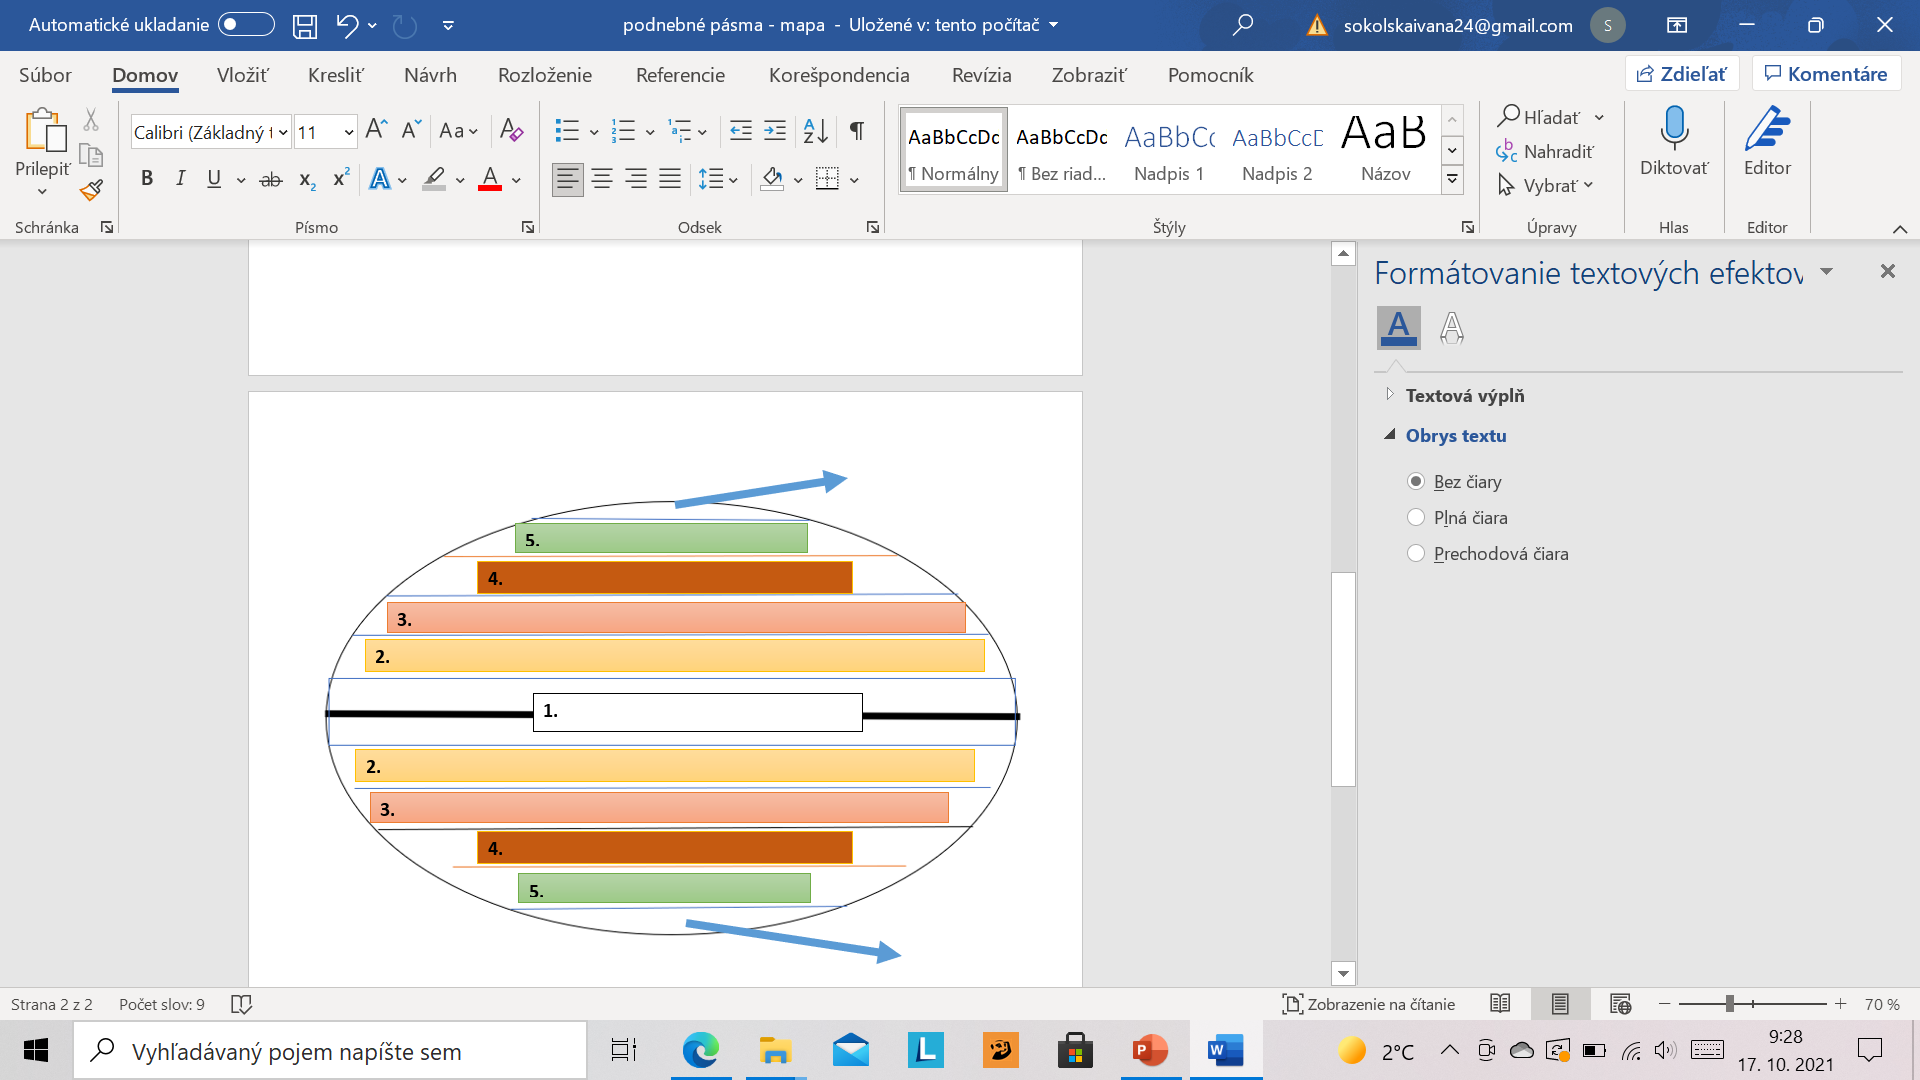 Automatické ukladanie
podnebné pásma - mapa - Uložené v: tento počítač
sokolskaivana24@gmail.com
S
Súbor Domov Vložiť Kresliť Návrh Rozloženie Referencie Korešpondencia Revízia Zobraziť Pomocník
Zdieľať Komentáre
Prilepiť
Schránka
Calibri (Základný t 11
Písmo
Odsek
AaBbCcDc AaBbCcDc AaBbCc AaBbCcD AaB
¶ Normálny ¶ Bez riad... Nadpis 1 Nadpis 2 Názov
Štýly
Hľadať
Nahradiť
Vybrať
Úpravy
Diktovať
Hlas
Editor
Editor
Formátovanie textových efektov
Textová výplň
Obrys textu
Bez čiary
Plná čiara
Prechodová čiara
5.
4.
3.
2.
1.
2.
3.
4.
5.
Strana 2 z 2 Počet slov: 9
Zobrazenie na čítanie
70 %
Vyhľadávaný pojem napíšte sem
2°C
9:28
17. 10. 2021